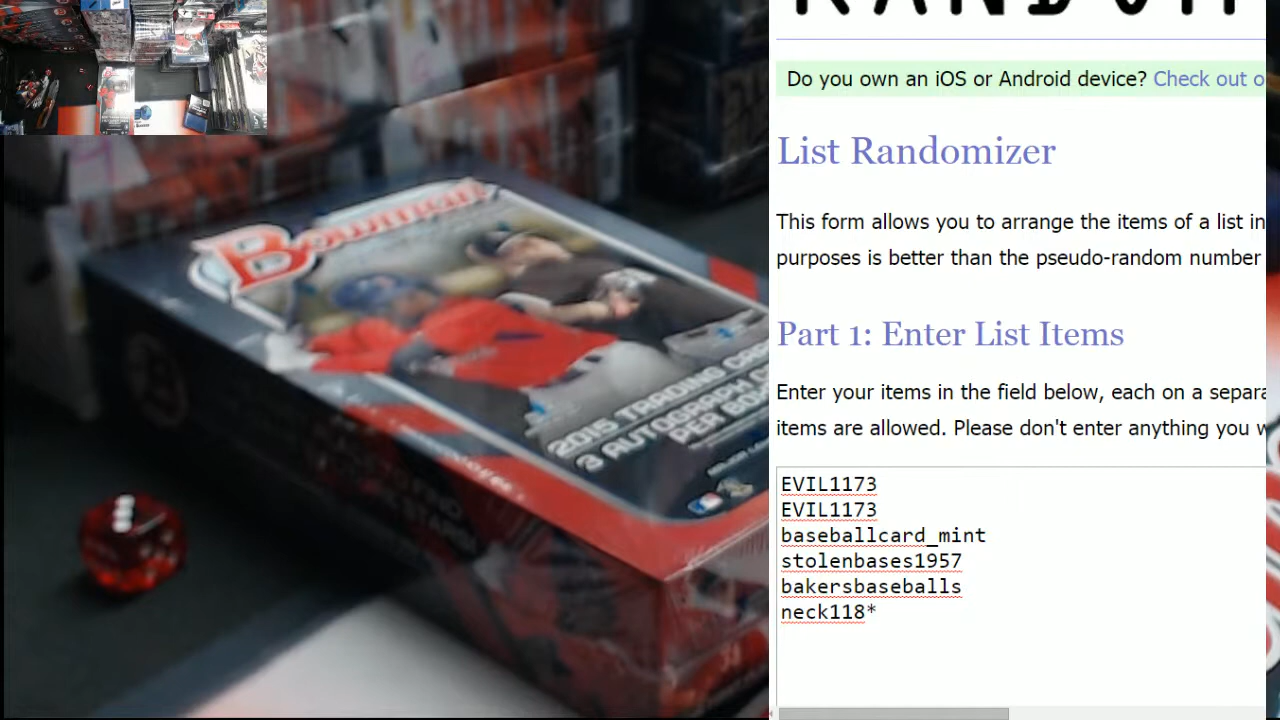 Bowman
2015 TRADING CARDS
3 AUTOGRAPH
PER BOX
RANDOM
Do you own an iOS or Android device? Check out o
List Randomizer
This form allows you to arrange the items of a list in
purposes is better than the pseudo-random number
Part 1: Enter List Items
Enter your items in the field below, each on a separa
items are allowed. Please don't enter anything you w
EVIL1173
EVIL1173
baseballcard_mint
stolenbases1957
bakersbaseballs
neck118*